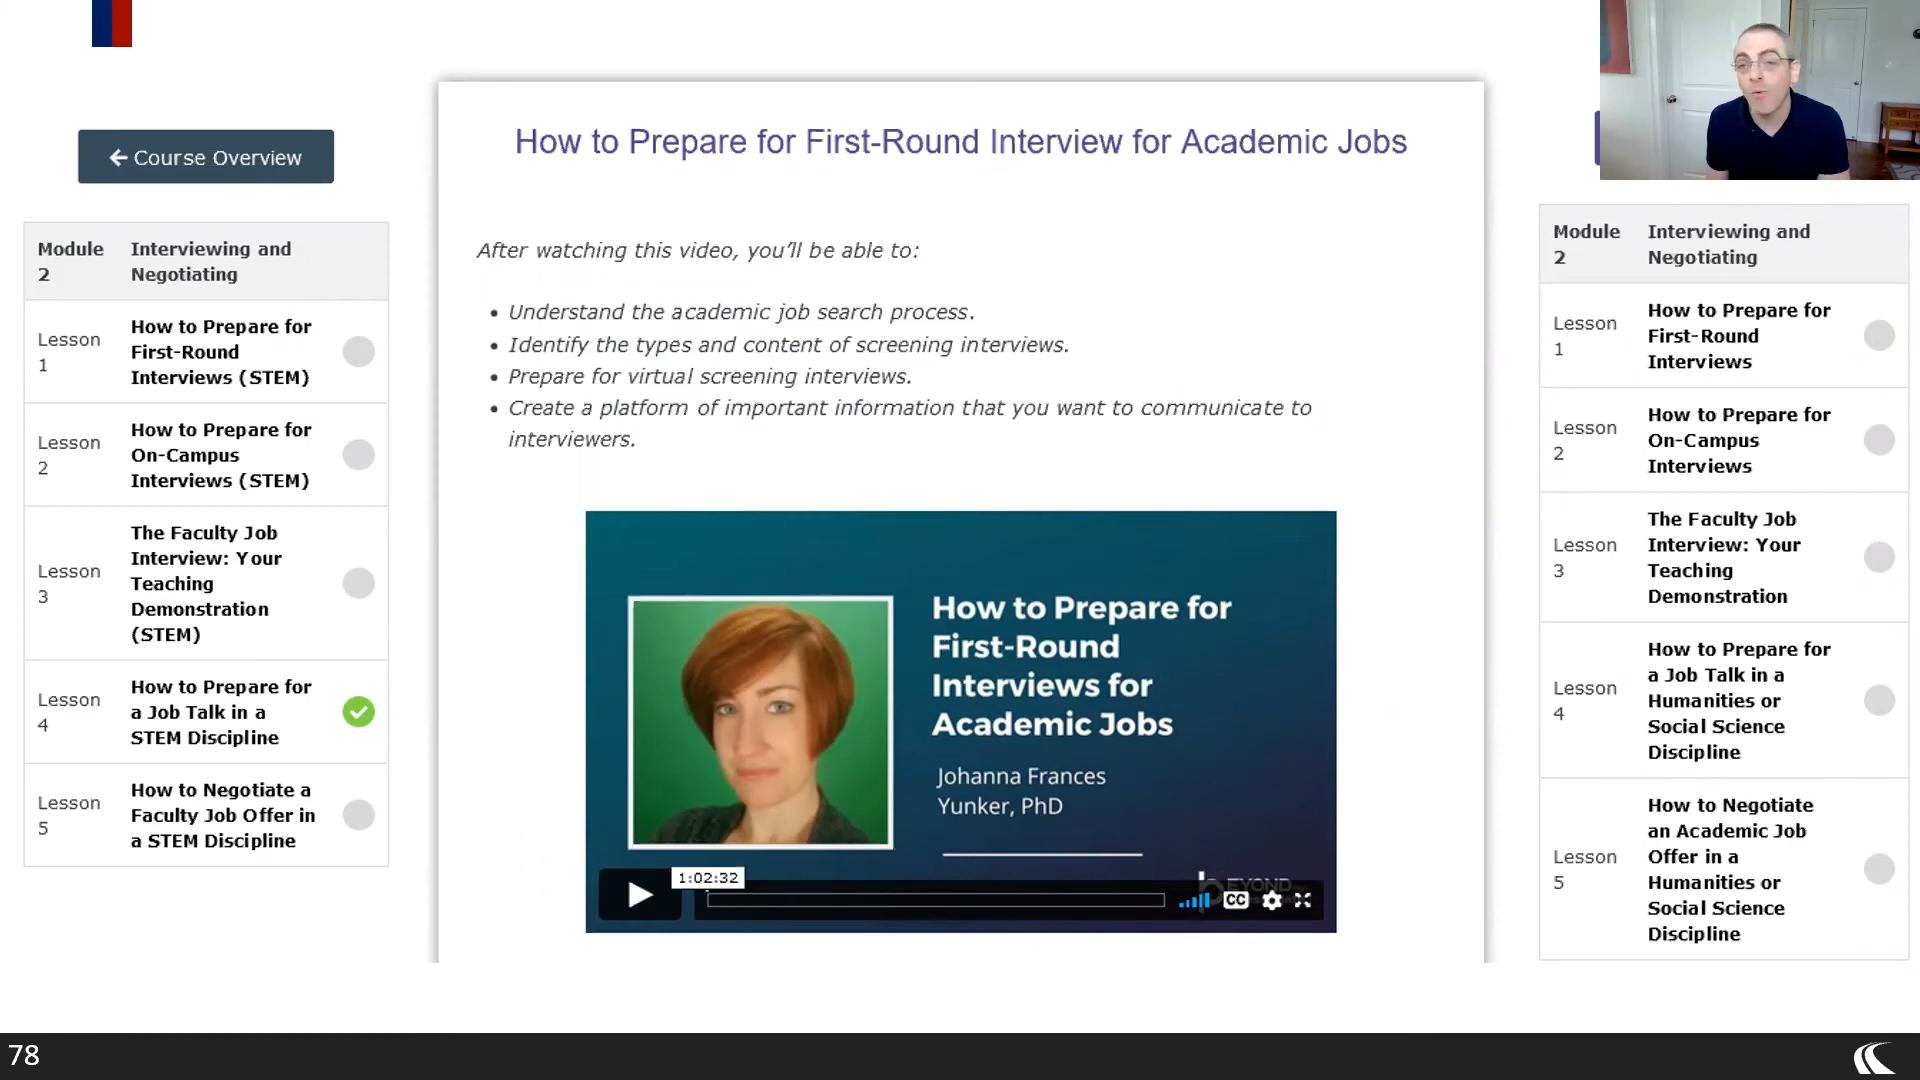 How to Prepare for First-Round Interview for Academic Jobs
Course Overview
Module 2
Interviewing and
Negotiating
Lesson 1
How to Prepare for
First-Round
Interviews (STEM)
Lesson 2
How to Prepare for
On-Campus
Interviews (STEM)
Lesson 3
The Faculty Job
Interview: Your
Teaching
Demonstration
(STEM)
Lesson 4
How to Prepare for
a Job Talk in a
STEM Discipline
Lesson 5
How to Negotiate a
Faculty Job Offer in
a STEM Discipline
After watching this video, you'll be able to:
• Understand the academic job search process.
• Identify the types and content of screening interviews.
• Prepare for virtual screening interviews.
• Create a platform of important information that you want to communicate to
interviewers.
How to Prepare for
First-Round
Interviews for
Academic Jobs
Johanna Frances
Yunker, PhD
1:02:32
CC
Module 2
Interviewing and
Negotiating
Lesson 1
How to Prepare for
First-Round
Interviews
Lesson 2
How to Prepare for
On-Campus
Interviews
Lesson 3
The Faculty Job
Interview: Your
Teaching
Demonstration
Lesson 4
How to Prepare for
a Job Talk in a
Humanities or
Social Science
Discipline
Lesson 5
How to Negotiate
an Academic Job
Offer in a
Humanities or
Social Science
Discipline
78